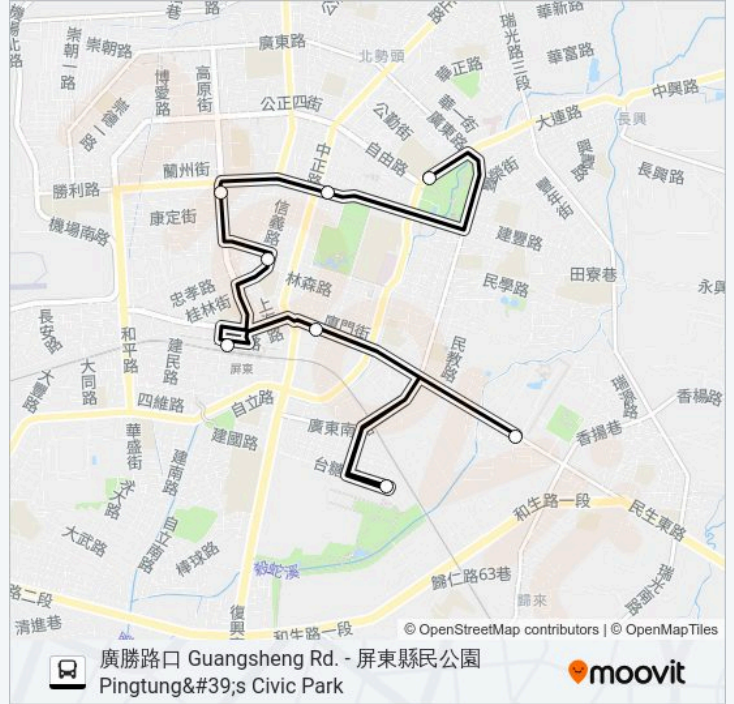 崇朝一路
崇朝路
廣東路
北勢頭
瑞光路三段
華新路
華富路
博愛路
高原街
公正四街
華正路
公勤街
華一街
廣東路
大連路
中興路
長興
崇德一路
中正路
自由路
長興路
蘭州街
勝利路
機場南路
康定街
信義路
豐年街
建豐路
民學路
田寮巷
忠孝路
桂林街
林森路
長安路
和平路
建民路
屏東
民教路
大豐路
大同路
四維路
自立路
瑞源路
香楊路
香揚巷
華盛街
建國路
廣東南路
建南路
永大路
台糖
大武路
自立南路
棒球路
殺蛇溪
和生路一段
民生東路
歸仁路63巷
瑞光南路
歸來
復興
路二段
清進巷
和生路一段
© OpenStreetMap contributors | © OpenMapTiles
廣勝路口 Guangsheng Rd. - 屏東縣民公園
Pingtung&#39;s Civic Park
moovit